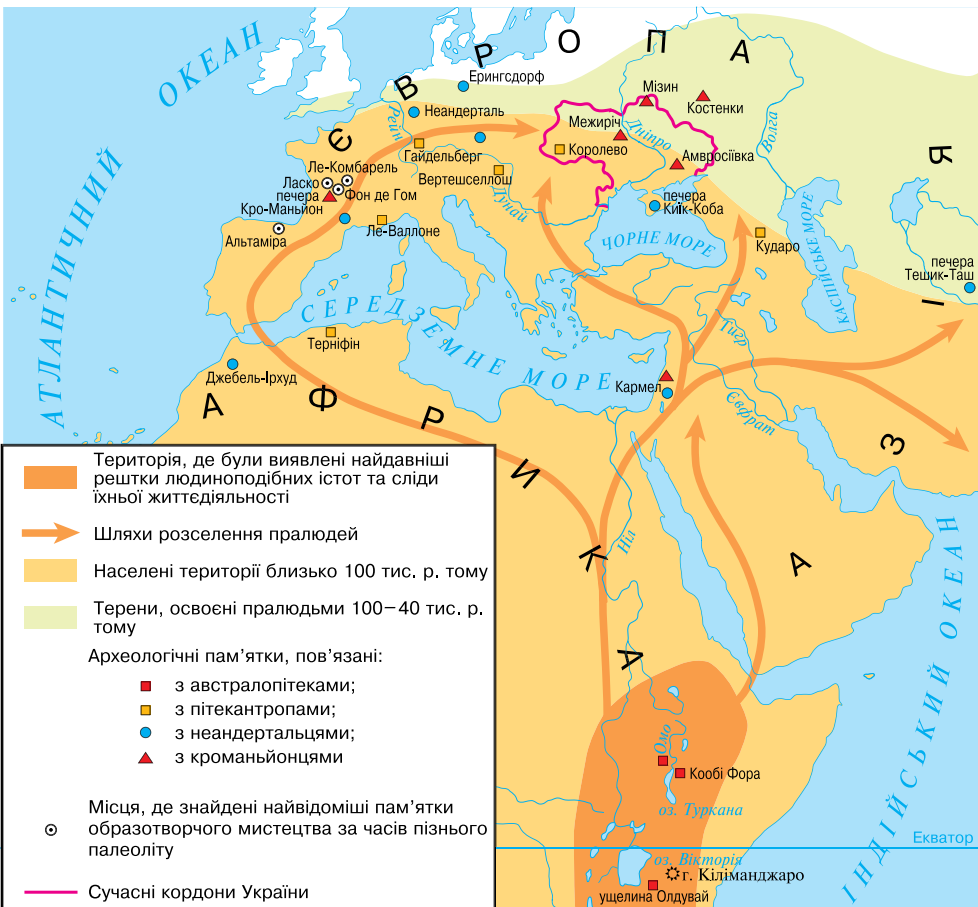 ОКЕАН
АТЛАНТИЧНИЙ
ЄВРОПА
Ерингсдорф
Неандерталь
Рейн
Гайдельберг
Вертешселлош
Мізин
Костенки
Межиріч
Дніпро
Волга
Королево
Амвросіївка
Ле-Комбарель
Ласко
печера
Фон де Гом
Кро-Маньйон
Альтаміра
Ле-Валлоне
Дунай
печера
Киїк-Коба
ЧОРНЕ МОРЕ
Кударо
КАСПІЙСЬКЕ МОРЕ
печера
Тешик-Таш
СЕРЕДЗЕМНЕ МОРЕ
Терніфін
Джебель-Ірхуд
Тигр
Євфрат
Кармел
АФРИКА
АЗІЯ
Ніл
Територія, де були виявлені найдавніші
рештки людиноподібних істот та сліди
їхньої життєдіяльності
Шляхи розселення пралюдей
Населені території близько 100 тис. р. тому
Терени, освоєні пралюдьми 100–40 тис. р.
тому
Археологічні пам’ятки, пов’язані:
з австралопітеками;
з пітекантропами;
з неандертальцями;
з кроманьйонцями
Місця, де знайдені найвідоміші пам’ятки
образотворчого мистецтва за часів пізнього
палеоліту
Сучасні кордони України
Омо
Кообі Фора
оз. Туркана
ІНДІЙСЬКИЙ ОКЕАН
Екватор
оз. Вікторія
г. Кіліманджаро
ущелина Олдувай